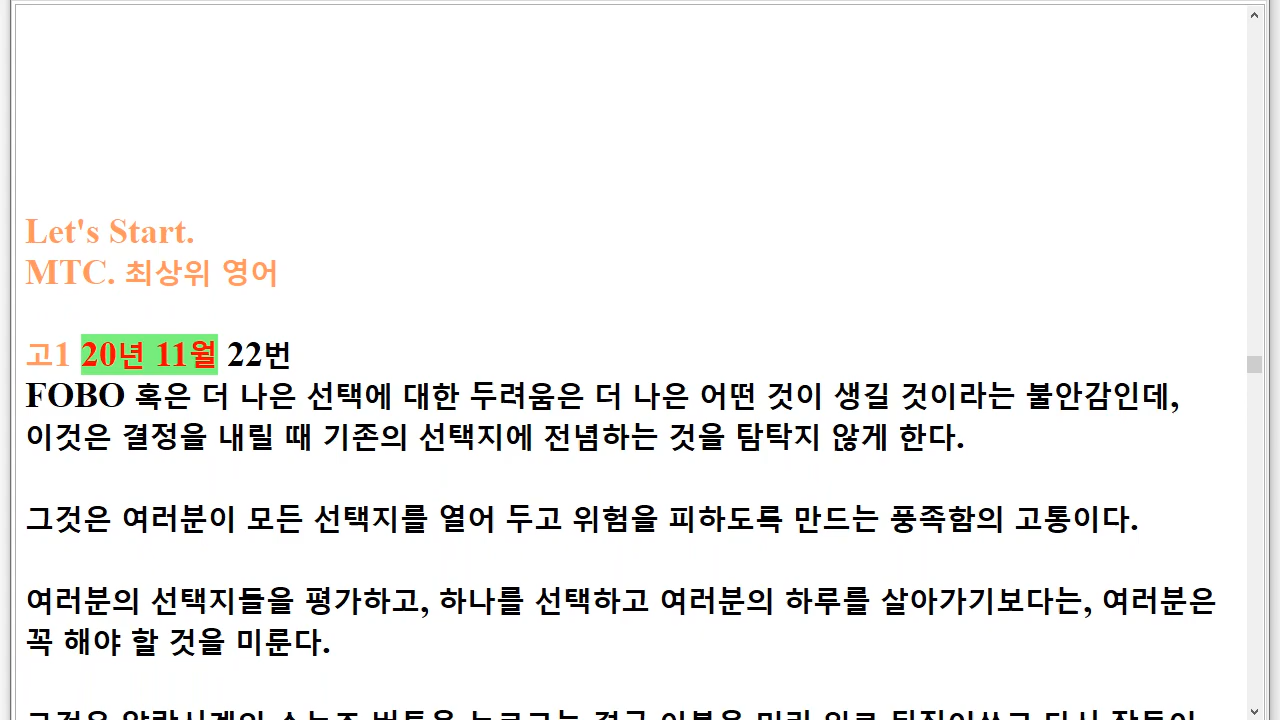 Let's Start.
MTC. 최상위 영어
고1 20년 11월 22번
FOBO 혹은 더 나은 선택에 대한 두려움은 더 나은 어떤 것이 생길 것이라는 불안감인데,
이것은 결정을 내릴 때 기존의 선택지에 전념하는 것을 탐탁지 않게 한다.
그것은 여러분이 모든 선택지를 열어 두고 위험을 피하도록 만드는 풍족함의 고통이다.
여러분의 선택지들을 평가하고, 하나를 선택하고 여러분의 하루를 살아가기보다는, 여러분은
꼭 해야 할 것을 미룬다.